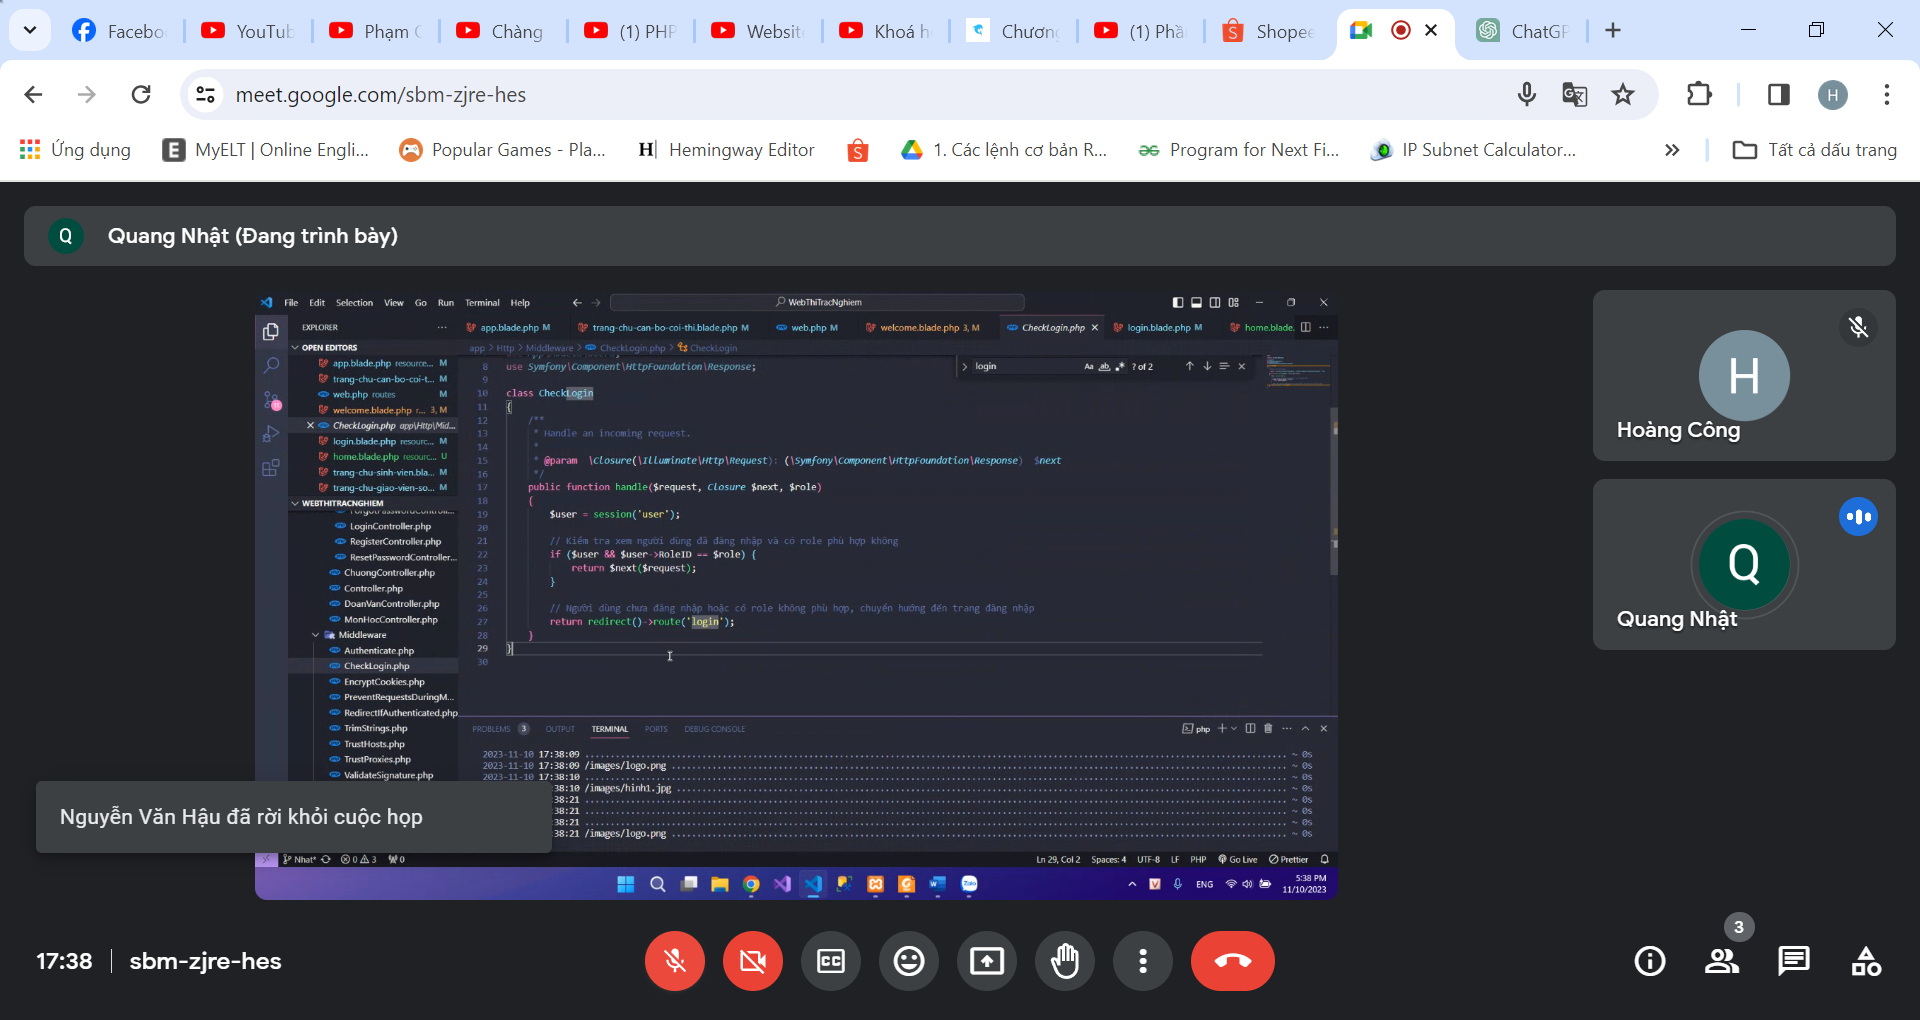 Facebo
YouTub
Phạm
Chàng
(1) PHP
Websit
Khoá h
Chươn
(1) Phầ
Shopee
ChatGP
meet.google.com/sbm-zjre-hes
H
Ứng dụng
MyELT | Online Engli...
Popular Games - Pla...
Hemingway Editor
1. Các lệnh cơ bản R...
Program for Next Fi...
IP Subnet Calculator...
Tất cả dấu trang
Q
Quang Nhật (Đang trình bày)
File Edit Selection View Go Run Terminal Help
WebThiTracNghiem
EXPLORER
app.blade.php M
trang-chu-can-bo-coi-thi.blade.php M
web.php M
welcome.blade.php 3, M
CheckLogin.php
login.blade.php M
home.blade.
OPEN EDITORS
app.blade.php resource... M
trang-chu-can-bo-coi-t... M
web.php routes M
welcome.blade.php r... 3, M
CheckLogin.php app\Http\Mid...
login.blade.php resourc... M
home.blade.php resourc... U
trang-chu-sinh-vien.bla... M
trang-chu-giao-vien-so... M
WEBTHITRACNGHIEM
LoginController.php
RegisterController.php
ResetPasswordController...
ChuongController.php
Controller.php
DoanVanController.php
MonHocController.php
Middleware
Authenticate.php
CheckLogin.php
EncryptCookies.php
PreventRequestsDuringM...
RedirectIfAuthenticated.php
TrimStrings.php
TrustHosts.php
TrustProxies.php
ValidateSignature.php
app > Http > Middleware > CheckLogin.php > CheckLogin
login
Aa ab .* ? of 2
8 use Symfony\Component\HttpFoundation\Response;
9
10 class CheckLogin
11 {
12 /**
13 * Handle an incoming request.
14 *
15 * @param \Closure(\Illuminate\Http\Request): (\Symfony\Component\HttpFoundation\Response) $next
16 */
17 public function handle($request, Closure $next, $role)
18 {
19 $user = session('user');
20
21 // Kiểm tra xem người dùng đã đăng nhập và có role phù hợp không
22 if ($user && $user->RoleID == $role) {
23 return $next($request);
24 }
25
26 // Người dùng chưa đăng nhập hoặc có role không phù hợp, chuyển hướng đến trang đăng nhập
27 return redirect()->route('login');
28 }
29 }
30
PROBLEMS 3 OUTPUT TERMINAL PORTS DEBUG CONSOLE
php
2023-11-10 17:38:09 ~ 0s
2023-11-10 17:38:09 /images/logo.png ~ 0s
2023-11-10 17:38:10 ~ 0s
38:10 /images/hinh1.jpg ~ 0s
38:21 ~ 0s
38:21 ~ 0s
38:21 ~ 0s
38:21 /images/logo.png ~ 0s
Nguyễn Văn Hậu đã rời khỏi cuộc họp
Nhat* 0 3 0
Ln 29, Col 2 Spaces: 4 UTF-8 LF PHP Go Live Prettier
ENG
5:38 PM
11/10/2023
H
Hoàng Công
Q
Quang Nhật
17:38 | sbm-zjre-hes
CC
3